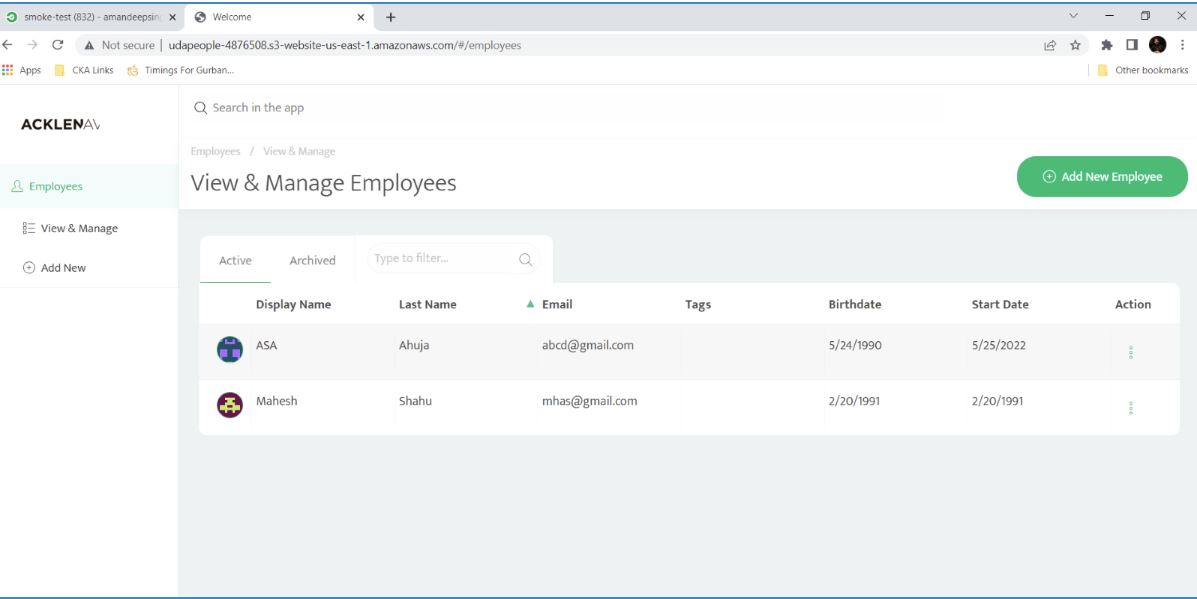 smoke-test (832) - amandeepsin
Welcome
Not secure | udapeople-4876508.s3-website-us-east-1.amazonaws.com/#/employees
Apps CKA Links Timings For Gurban... Other bookmarks
ACKLENAV
Search in the app
Employees / View & Manage
View & Manage Employees
Add New Employee
Employees
View & Manage
Add New
Active Archived Type to filter...
Display Name Last Name Email Tags Birthdate Start Date Action
ASA Ahuja abcd@gmail.com 5/24/1990 5/25/2022
Mahesh Shahu mhas@gmail.com 2/20/1991 2/20/1991